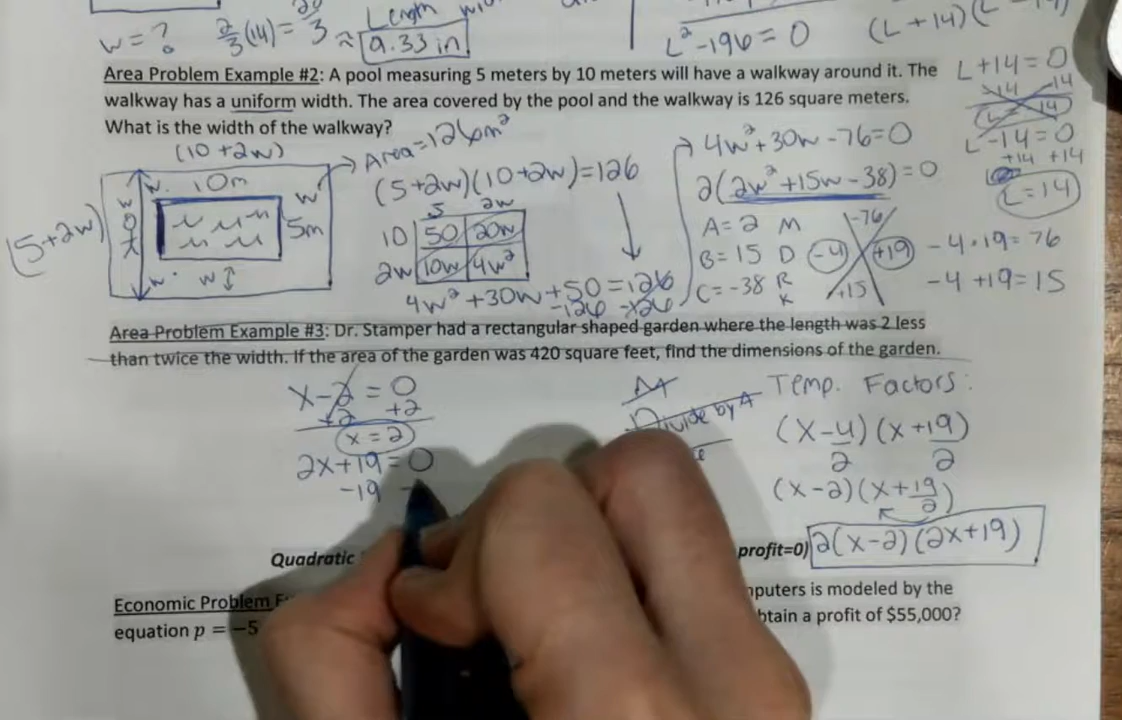 w = ? 2/3(14) = /3 ≈ 9.33 in
Length
L² - 196 = 0
(L + 14)(L - 14)
Area Problem Example #2: A pool measuring 5 meters by 10 meters will have a walkway around it. The
walkway has a uniform width. The area covered by the pool and the walkway is 126 square meters.
What is the width of the walkway?
L + 14 = 0
-14 -14
L = 14
L - 14 = 0
+14 +14
L = 14
(10 + 2w)
Area = 126m²
w 10m w
(5+2w)
5m
w w
(5+2w)(10+2w) = 126
5 2w
10 50 20w
2w 10w 4w²
4w² + 30w + 50 = 126
-126 -126
4w² + 30w - 76 = 0
2(2w² + 15w - 38) = 0
A = 2 M
B = 15 D
C = -38 R
K
-76
-4 +19
+15
-4 • 19 = 76
-4 + 19 = 15
Area Problem Example #3: Dr. Stamper had a rectangular shaped garden where the length was 2 less
than twice the width. If the area of the garden was 420 square feet, find the dimensions of the garden.
x - 2 = 0
+2 +2
x = 2
2x + 19 = 0
-19 -
Divide by A
Temp. Factors:
(x - 4/2)(x + 19/2)
(x - 2)(x + 19/2)
2(x - 2)(2x + 19)
Quadratic
profit=0)
Economic Problem
mputers is modeled by the
equation p = −5
btain a profit of $55,000?